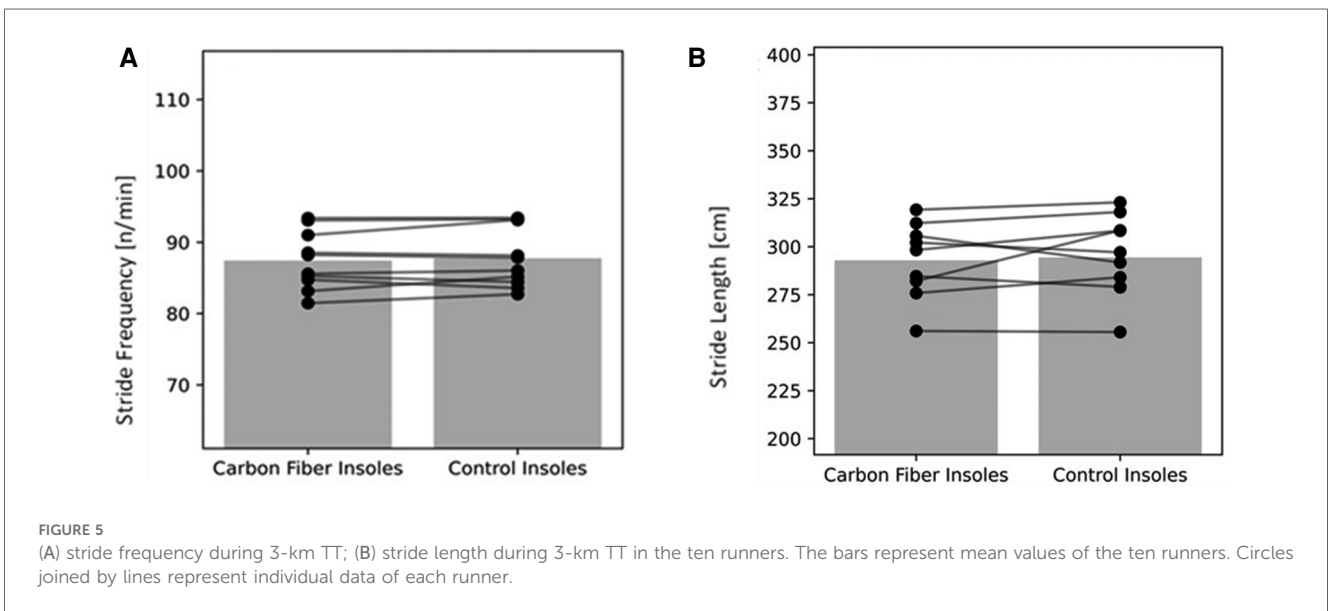 A
Stride Frequency [n/min]
110
100
90
80
70
Carbon Fiber Insoles
Control Insoles
B
Stride Length [cm]
400
375
350
325
300
275
250
225
200
Carbon Fiber Insoles
Control Insoles
FIGURE 5
(A) stride frequency during 3-km TT; (B) stride length during 3-km TT in the ten runners. The bars represent mean values of the ten runners. Circles
joined by lines represent individual data of each runner.